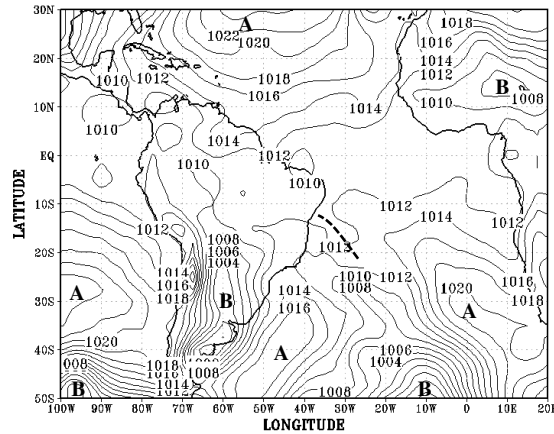 30N 1018
A
1022 1020 1016
20N 1014
1010 1012 1018 1012
1016 B
10N 1014 1010 1008
1010
1014
EQ 1012
1010
1010
10S 1012
1014 1012
1012 1008 1012
20S 1006
1004
1014 1010 1012 1016
A 1016 B 1014 1008 1020 1018
30S 1018 1016 A
1020 A 1006
40S 1018 1004
1008 1008
1014
B 1012 1008 B
50S
100W 90W 80W 70W 60W 50W 40W 30W 20W 10W 0 10E 20E
LONGITUDE
LATITUDE